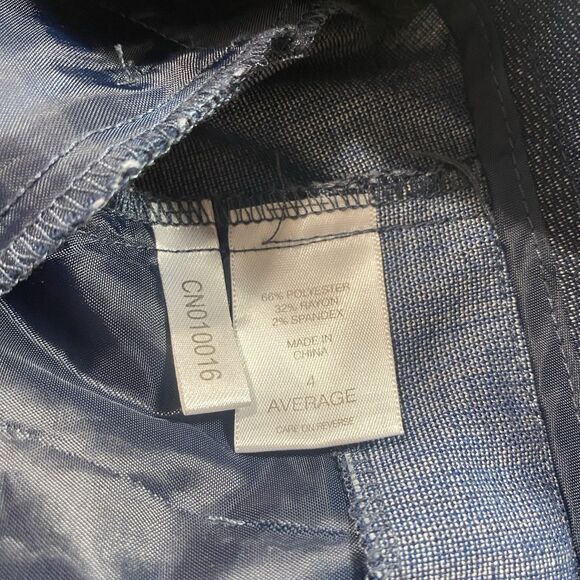 CN010016
66% POLYESTER
32% RAYON
2% SPANDEX
MADE IN
CHINA
4
AVERAGE
CARE ON REVERSE